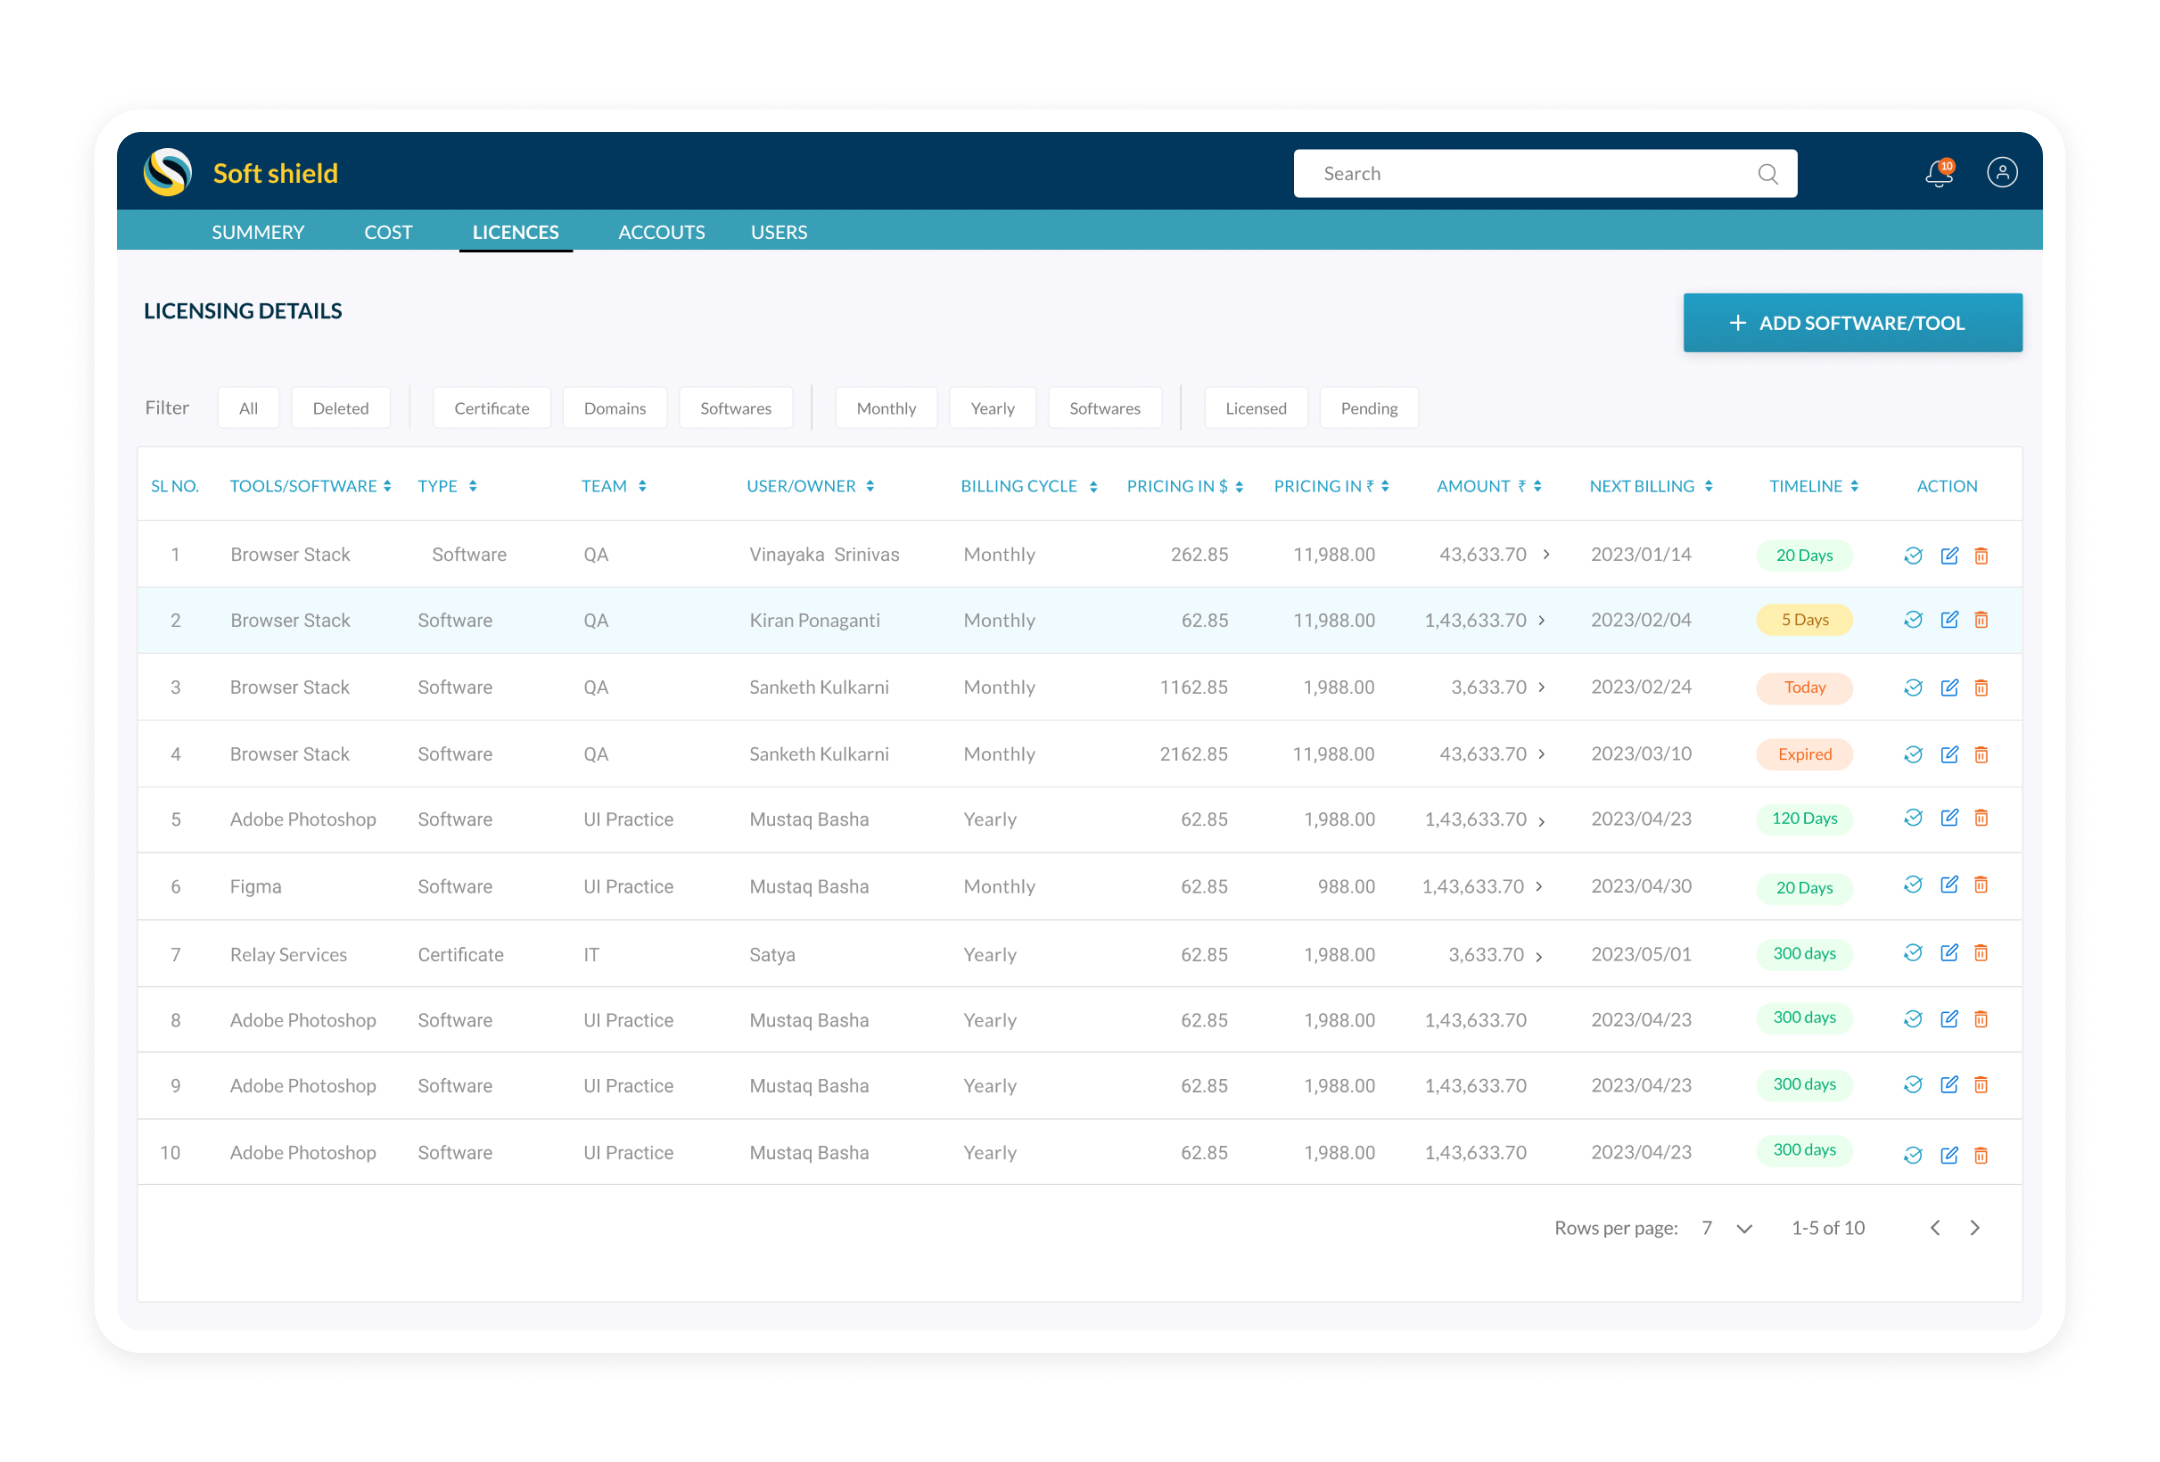 Soft shield
Search
10
SUMMERY COST LICENCES ACCOUTS USERS
LICENSING DETAILS
+ ADD SOFTWARE/TOOL
Filter All Deleted Certificate Domains Softwares Monthly Yearly Softwares Licensed Pending
SL NO. TOOLS/SOFTWARE TYPE TEAM USER/OWNER BILLING CYCLE PRICING IN $ PRICING IN ₹ AMOUNT ₹ NEXT BILLING TIMELINE ACTION
1 Browser Stack Software QA Vinayaka Srinivas Monthly 262.85 11,988.00 43,633.70 > 2023/01/14 20 Days
2 Browser Stack Software QA Kiran Ponaganti Monthly 62.85 11,988.00 1,43,633.70 > 2023/02/04 5 Days
3 Browser Stack Software QA Sanketh Kulkarni Monthly 1162.85 1,988.00 3,633.70 > 2023/02/24 Today
4 Browser Stack Software QA Sanketh Kulkarni Monthly 2162.85 11,988.00 43,633.70 > 2023/03/10 Expired
5 Adobe Photoshop Software UI Practice Mustaq Basha Yearly 62.85 1,988.00 1,43,633.70 > 2023/04/23 120 Days
6 Figma Software UI Practice Mustaq Basha Monthly 62.85 988.00 1,43,633.70 > 2023/04/30 20 Days
7 Relay Services Certificate IT Satya Yearly 62.85 1,988.00 3,633.70 > 2023/05/01 300 days
8 Adobe Photoshop Software UI Practice Mustaq Basha Yearly 62.85 1,988.00 1,43,633.70 2023/04/23 300 days
9 Adobe Photoshop Software UI Practice Mustaq Basha Yearly 62.85 1,988.00 1,43,633.70 2023/04/23 300 days
10 Adobe Photoshop Software UI Practice Mustaq Basha Yearly 62.85 1,988.00 1,43,633.70 2023/04/23 300 days
Rows per page: 7 1-5 of 10 < >